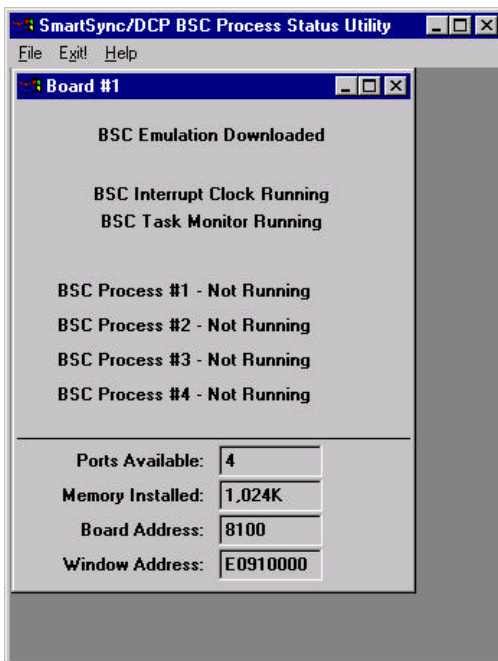 SmartSync/DCP BSC Process Status Utility
File Exit! Help
Board #1
BSC Emulation Downloaded
BSC Interrupt Clock Running
BSC Task Monitor Running
BSC Process #1 - Not Running
BSC Process #2 - Not Running
BSC Process #3 - Not Running
BSC Process #4 - Not Running
Ports Available: 4
Memory Installed: 1,024K
Board Address: 8100
Window Address: E0910000